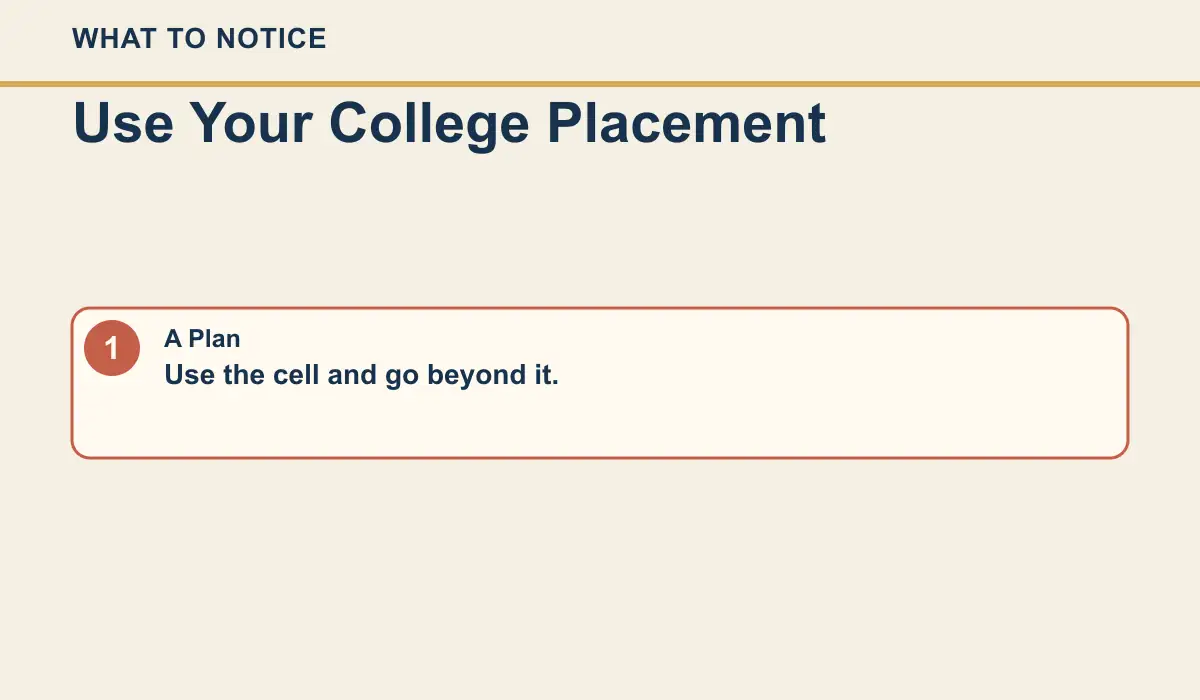 WHAT TO NOTICE
Use Your College Placement
1
A Plan
Use the cell and go beyond it.